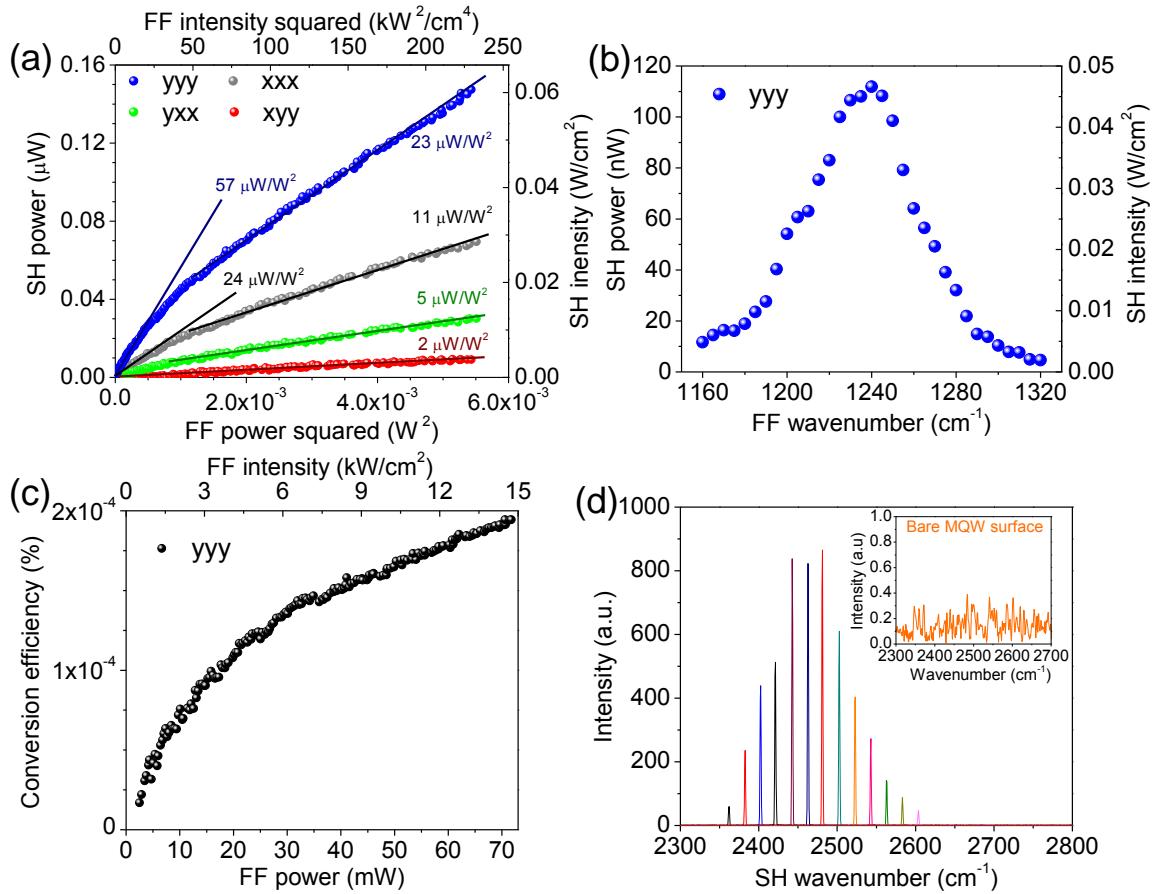 (a)
FF intensity squared (kW²/cm⁴)
0 50 100 150 200 250
0.16
0.12
0.08
0.04
0.00
SH power (µW)
yyy xxx
yxx xyy
57 µW/W²
23 µW/W²
24 µW/W²
11 µW/W²
5 µW/W²
2 µW/W²
0.06
0.04
0.02
0.00
SH inensity (W/cm²)
0.0 2.0x10⁻³ 4.0x10⁻³ 6.0x10⁻³
FF power squared (W²)
(b)
120
100
80
60
40
20
0
SH power (nW)
yyy
0.05
0.04
0.03
0.02
0.01
0.00
SH intensity (W/cm²)
1160 1200 1240 1280 1320
FF wavenumber (cm⁻¹)
(c)
FF intensity (kW/cm²)
0 3 6 9 12 15
2x10⁻⁴
1x10⁻⁴
0
Conversion efficiency (%)
yyy
0 10 20 30 40 50 60 70
FF power (mW)
(d)
1000
800
600
400
200
0
Intensity (a.u.)
Bare MQW surface
1.0
0.8
0.6
0.4
0.2
0.0
Intensity (a.u)
2300 2400 2500 2600 2700
Wavenumber (cm⁻¹)
2300 2400 2500 2600 2700 2800
SH wavenumber (cm⁻¹)